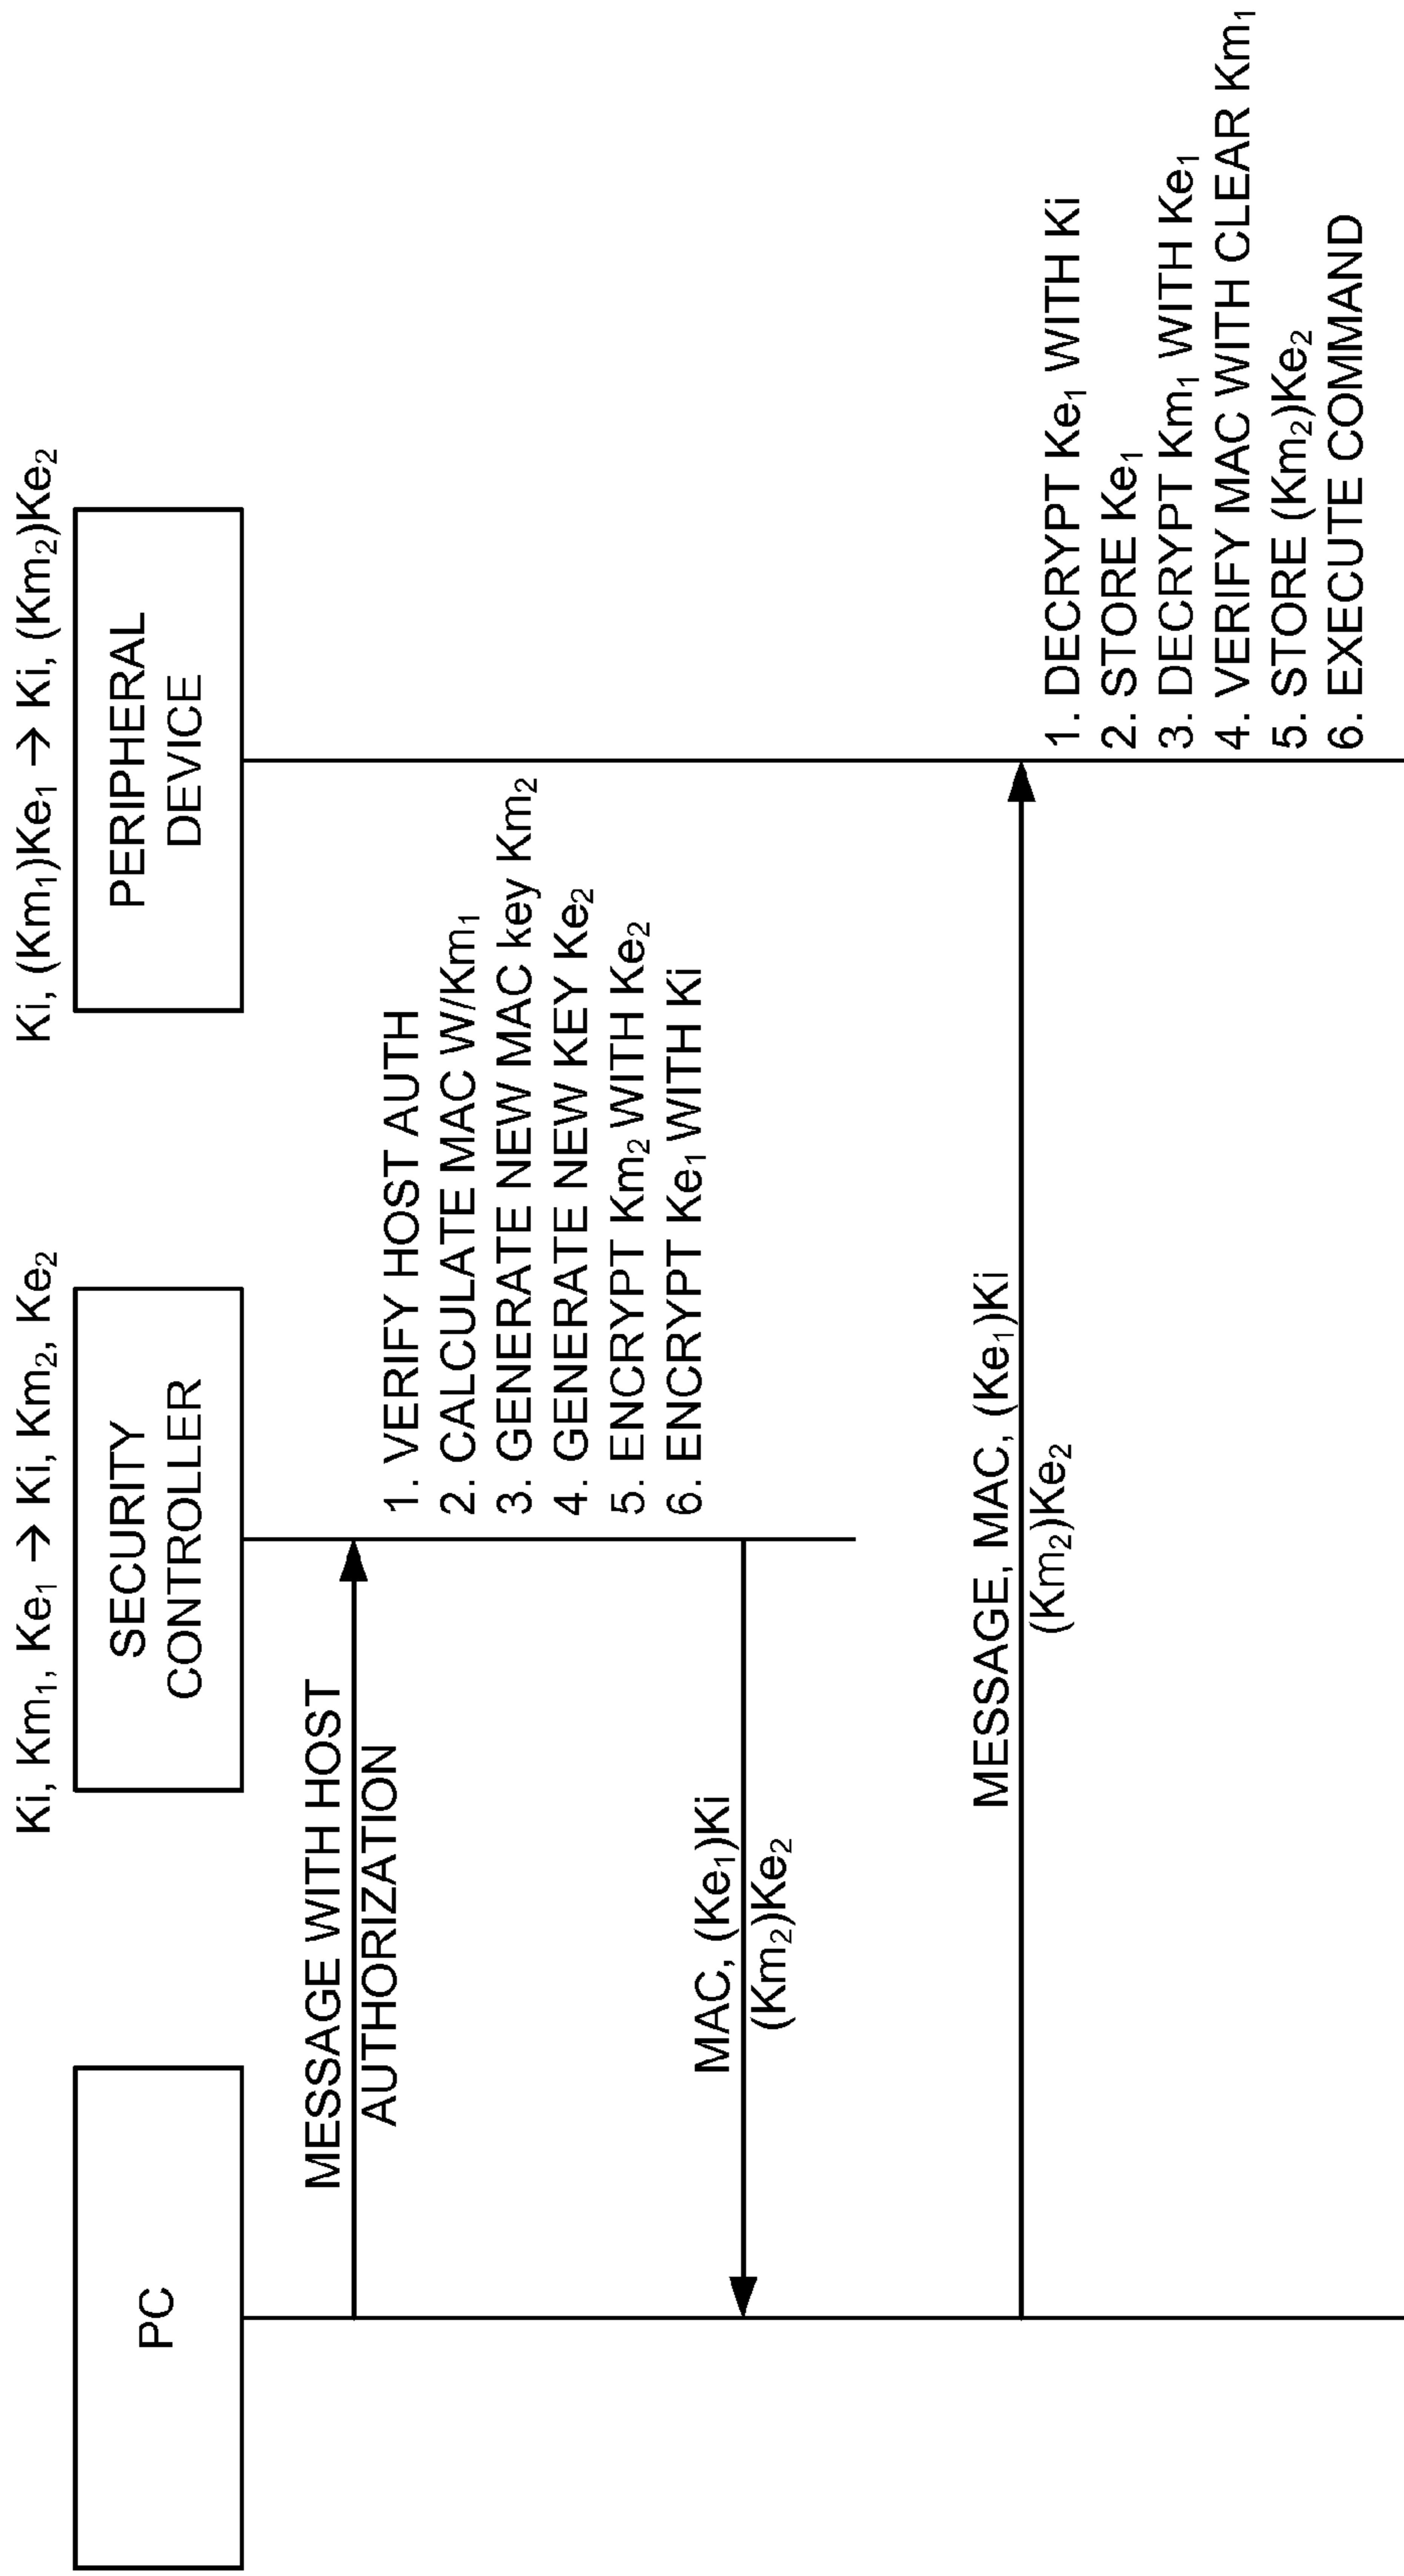 Ki, Km₁, Ke₁ → Ki, Km₂, Ke₂
Ki, (Km₁)Ke₁ → Ki, (Km₂)Ke₂
PC
SECURITY
CONTROLLER
PERIPHERAL
DEVICE
MESSAGE WITH HOST
AUTHORIZATION
1. VERIFY HOST AUTH
2. CALCULATE MAC W/Km₁
3. GENERATE NEW MAC key Km₂
4. GENERATE NEW KEY Ke₂
5. ENCRYPT Km₂ WITH Ke₂
6. ENCRYPT Ke₁ WITH Ki
MAC, (Ke₁)Ki
(Km₂)Ke₂
MESSAGE, MAC, (Ke₁)Ki
(Km₂)Ke₂
1. DECRYPT Ke₁ WITH Ki
2. STORE Ke₁
3. DECRYPT Km₁ WITH Ke₁
4. VERIFY MAC WITH CLEAR Km₁
5. STORE (Km₂)Ke₂
6. EXECUTE COMMAND